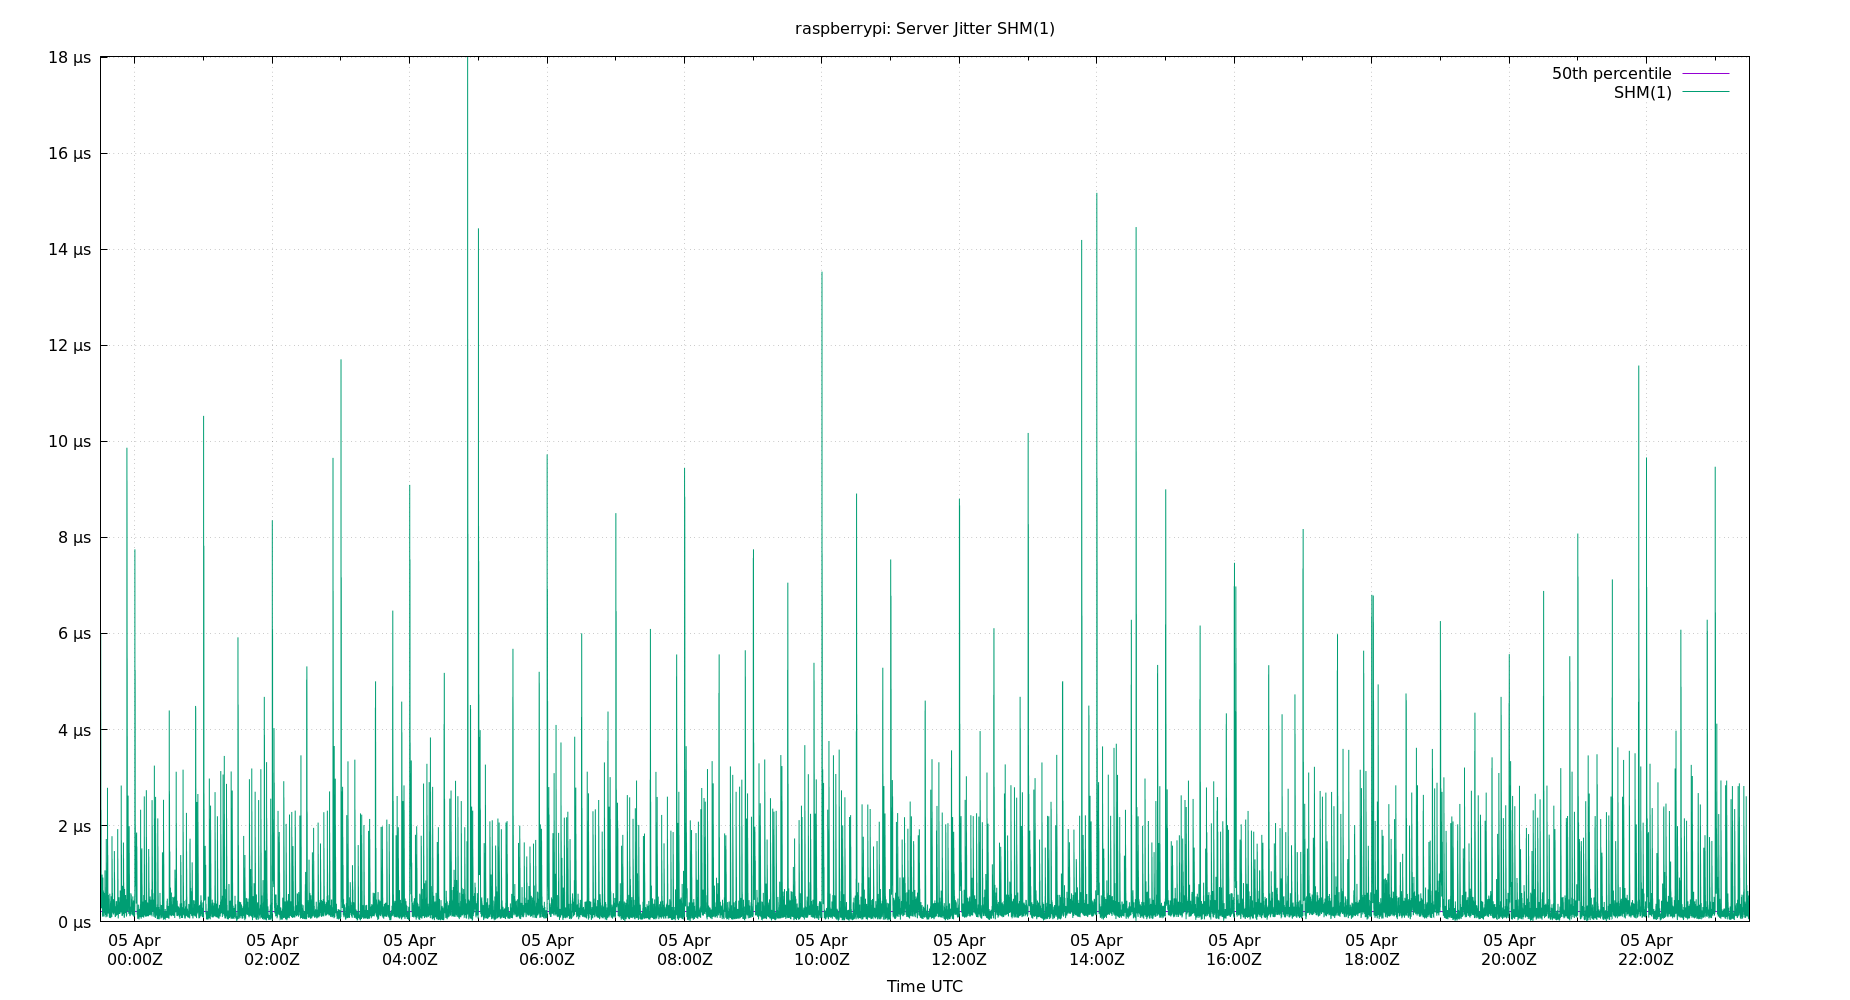 raspberrypi: Server Jitter SHM(1)
18 µs
16 µs
14 µs
12 µs
10 µs
8 µs
6 µs
4 µs
2 µs
0 µs
50th percentile
SHM(1)
05 Apr 05 Apr 05 Apr 05 Apr 05 Apr 05 Apr 05 Apr 05 Apr 05 Apr 05 Apr 05 Apr 05 Apr
00:00Z 02:00Z 04:00Z 06:00Z 08:00Z 10:00Z 12:00Z 14:00Z 16:00Z 18:00Z 20:00Z 22:00Z
Time UTC